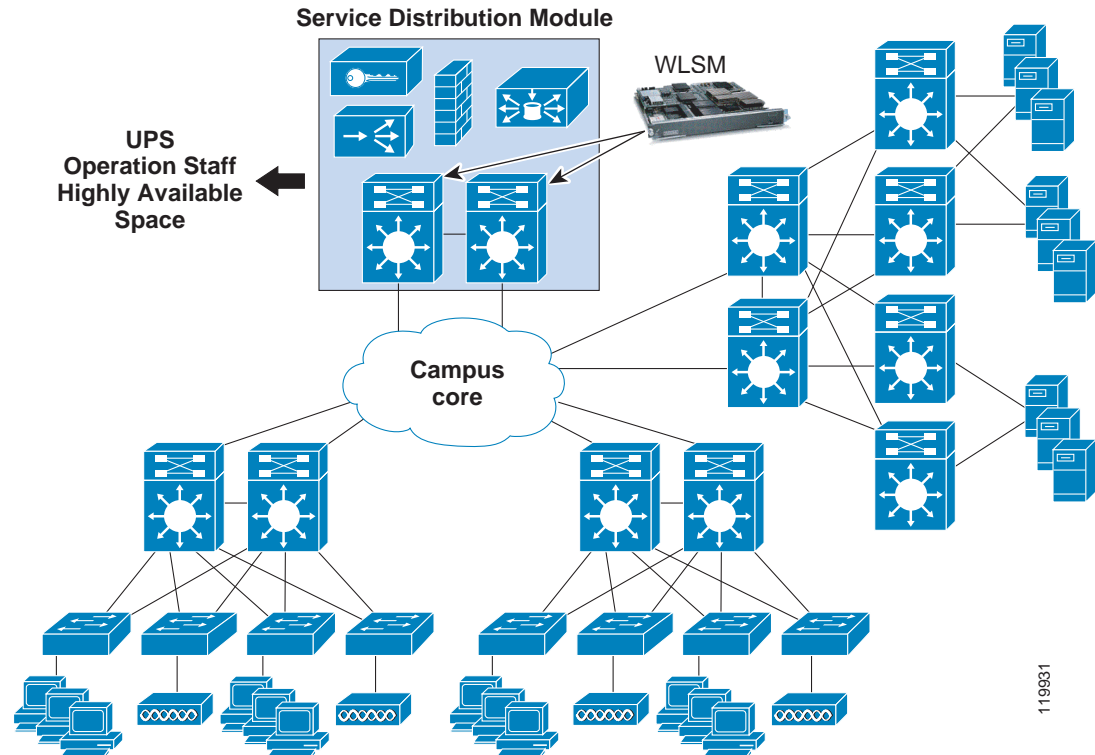 Service Distribution Module
WLSM
UPS
Operation Staff
Highly Available
Space
Campus
core
119931